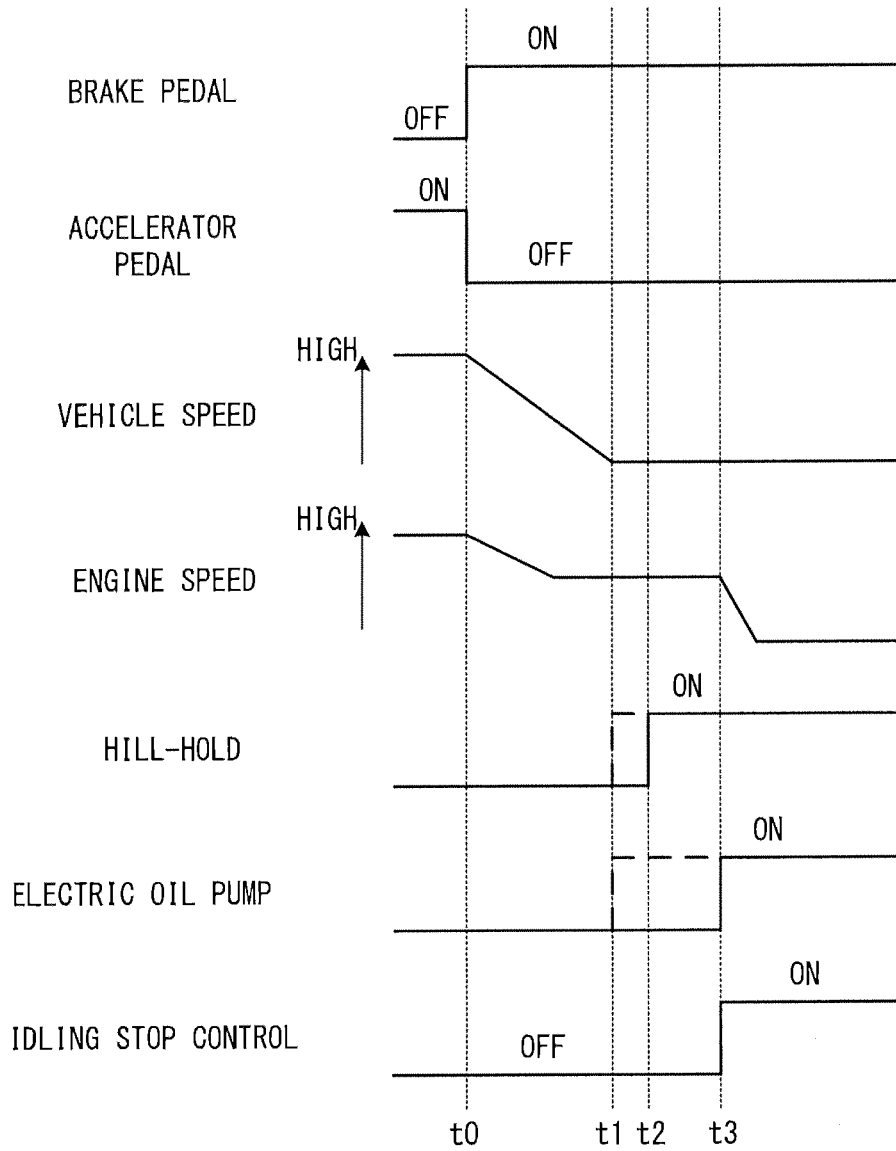 ON
BRAKE PEDAL
OFF
ON
ACCELERATOR
PEDAL
OFF
HIGH
VEHICLE SPEED
HIGH
ENGINE SPEED
ON
HILL-HOLD
ON
ELECTRIC OIL PUMP
ON
IDLING STOP CONTROL
OFF
t0 t1 t2 t3